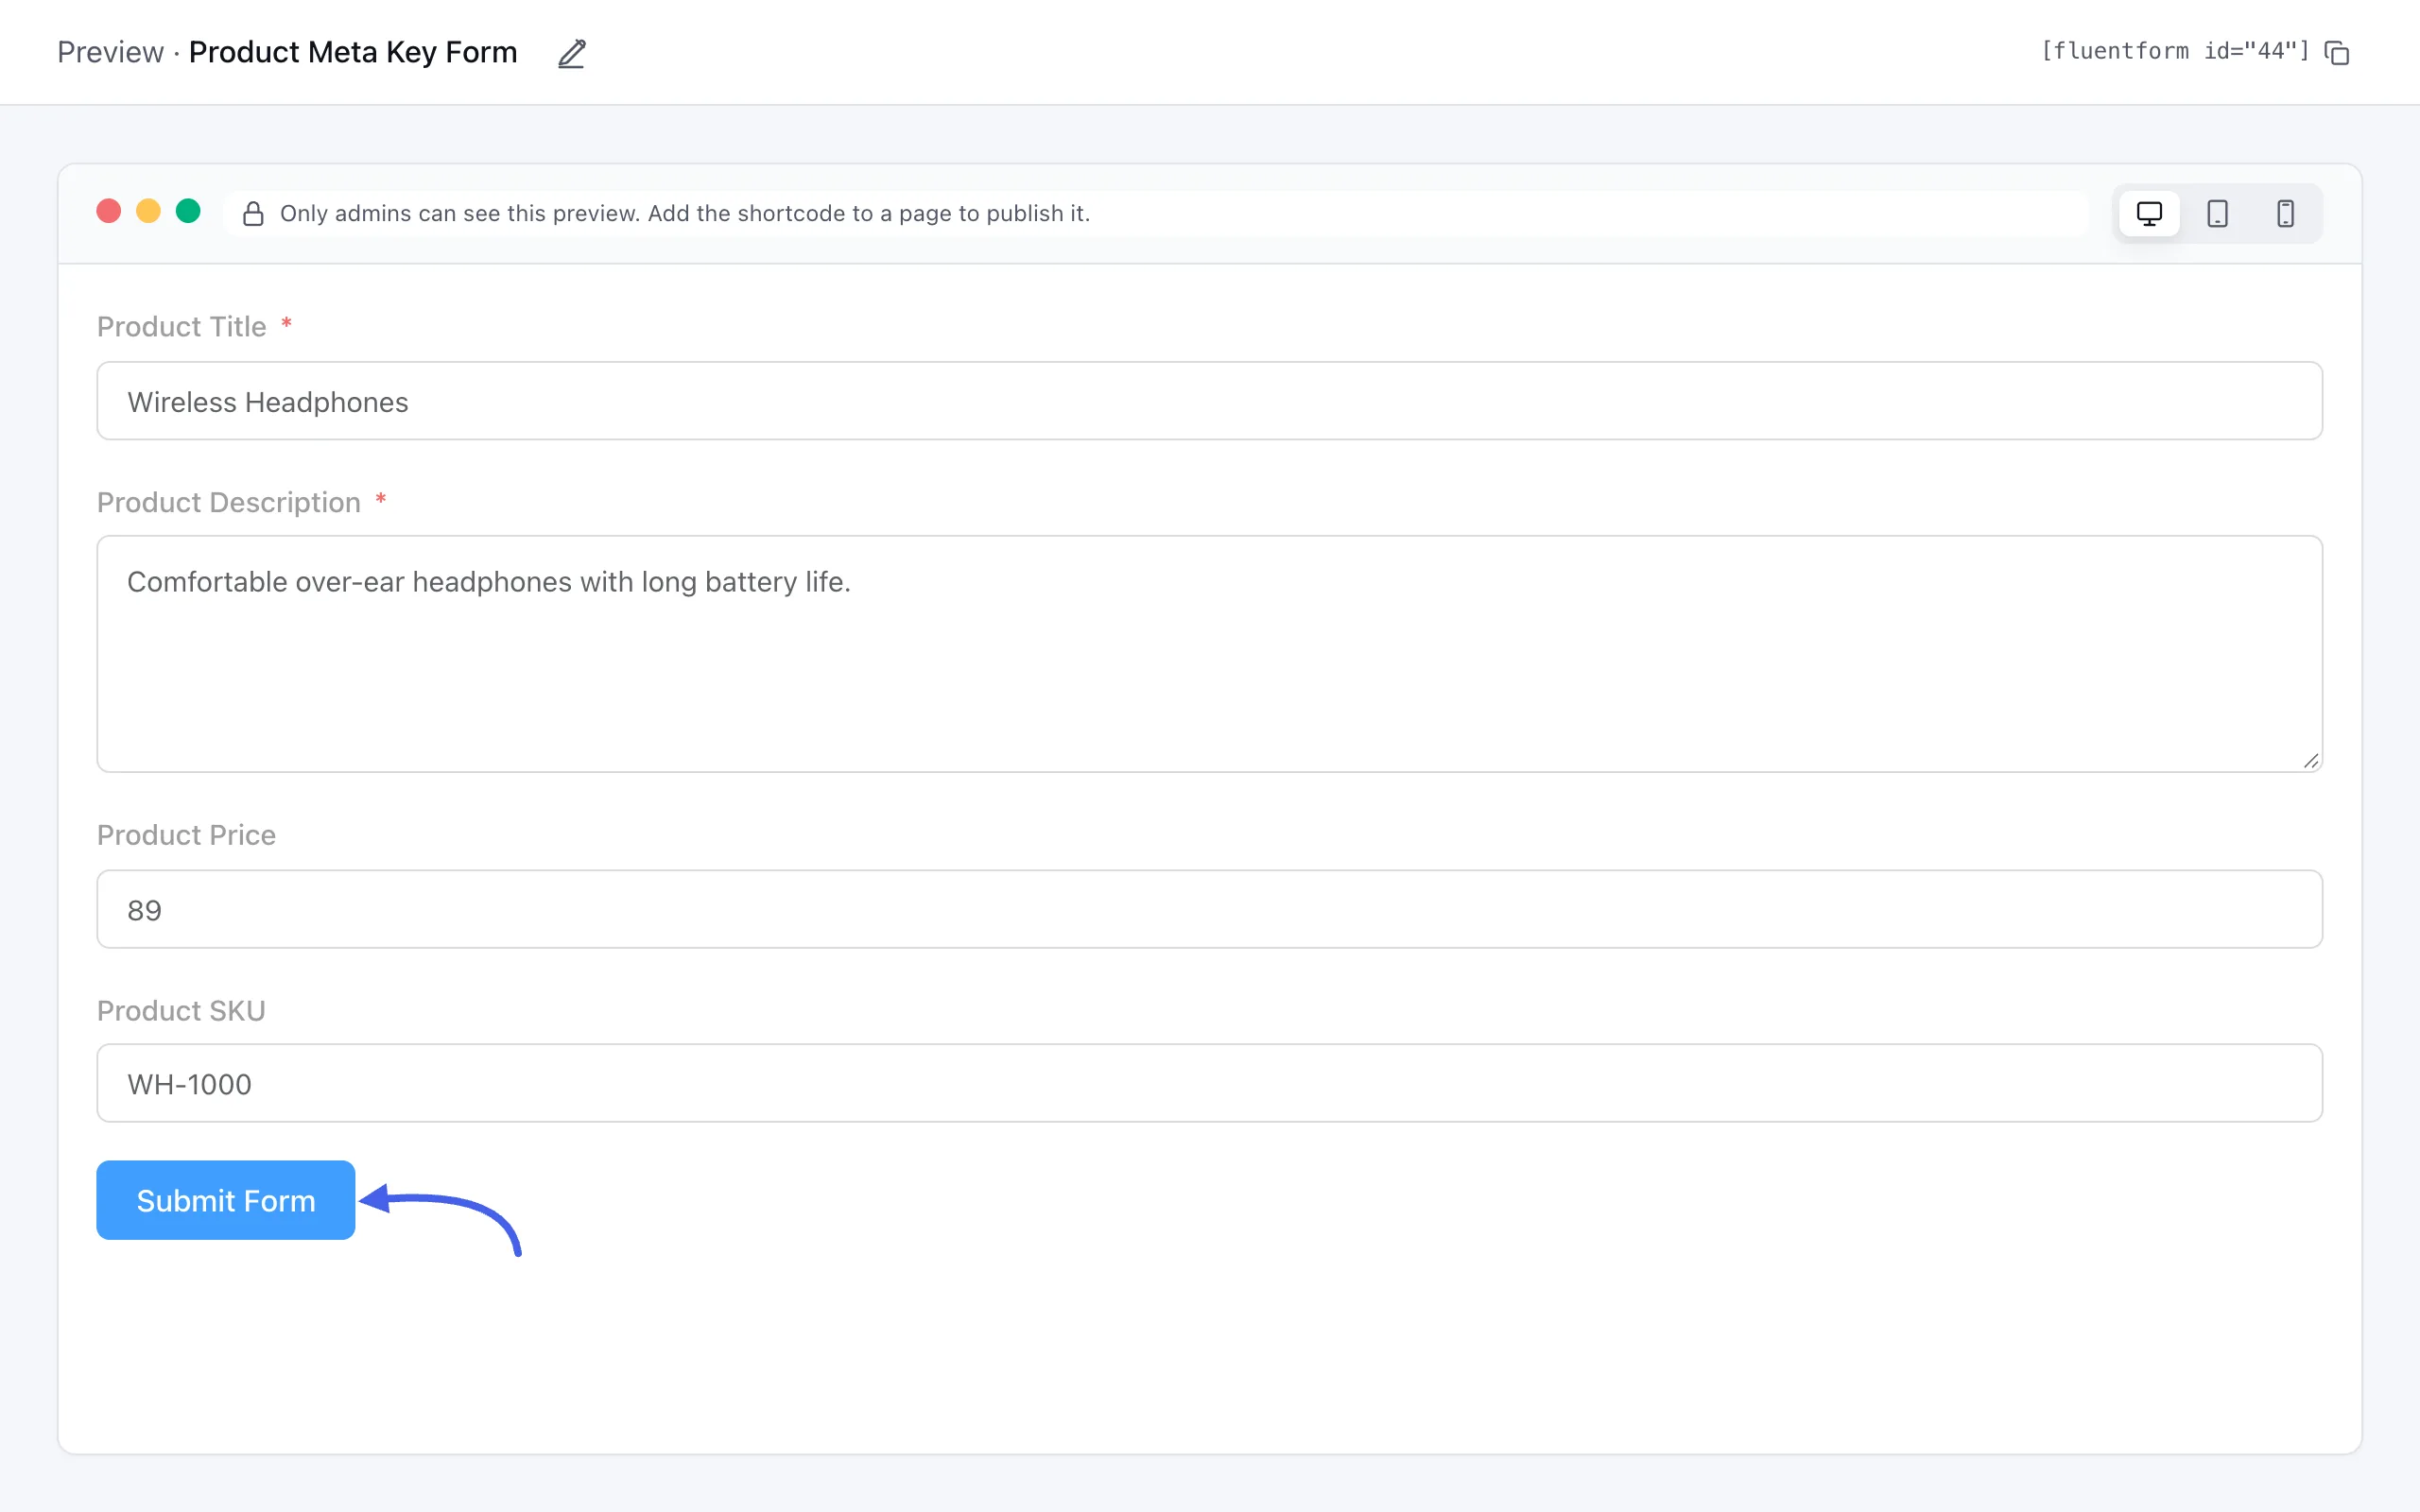 Preview · Product Meta Key Form
[fluentform id="44"]
Only admins can see this preview. Add the shortcode to a page to publish it.
Product Title *
Wireless Headphones
Product Description *
Comfortable over-ear headphones with long battery life.
Product Price
89
Product SKU
WH-1000
Submit Form